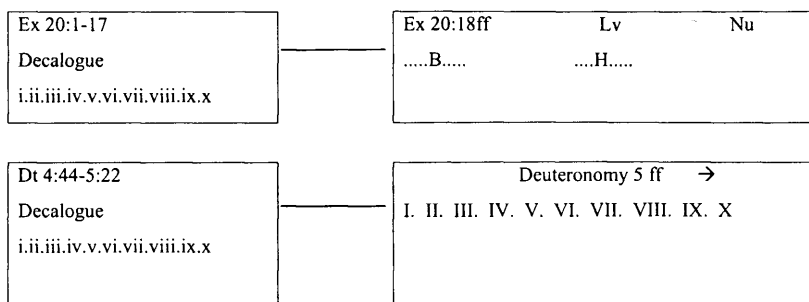 Ex 20:1-17
Decalogue
i.ii.iii.iv.v.vi.vii.viii.ix.x
Ex 20:18ff Lv Nu
.....B..... ....H.....
Dt 4:44-5:22
Decalogue
i.ii.iii.iv.v.vi.vii.viii.ix.x
Deuteronomy 5 ff →
I. II. III. IV. V. VI. VII. VIII. IX. X